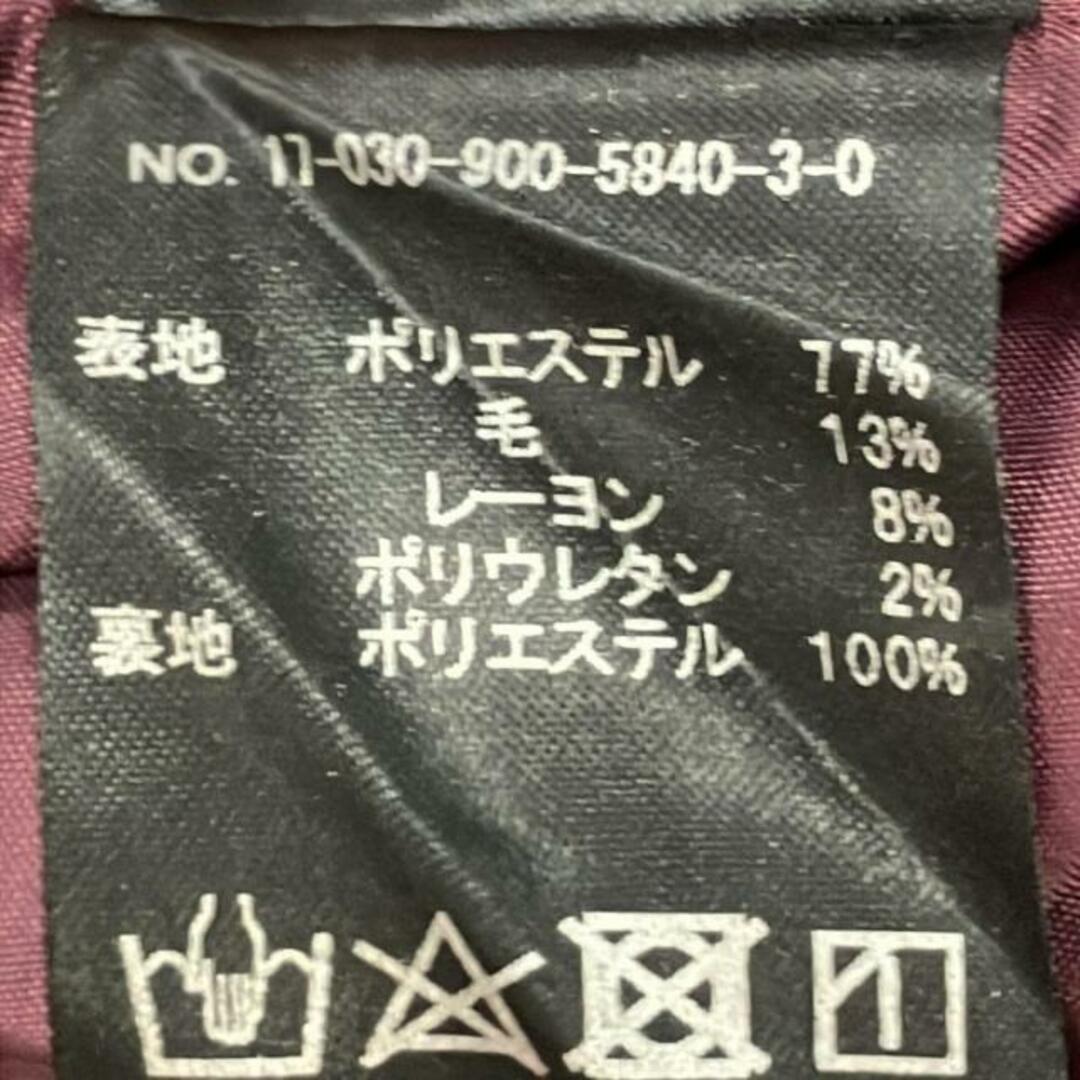 NO. 17-030-900-5840-3-0
表地 ポリエステル 77%
毛 13%
レーヨン 8%
ポリウレタン 2%
裏地 ポリエステル 100%